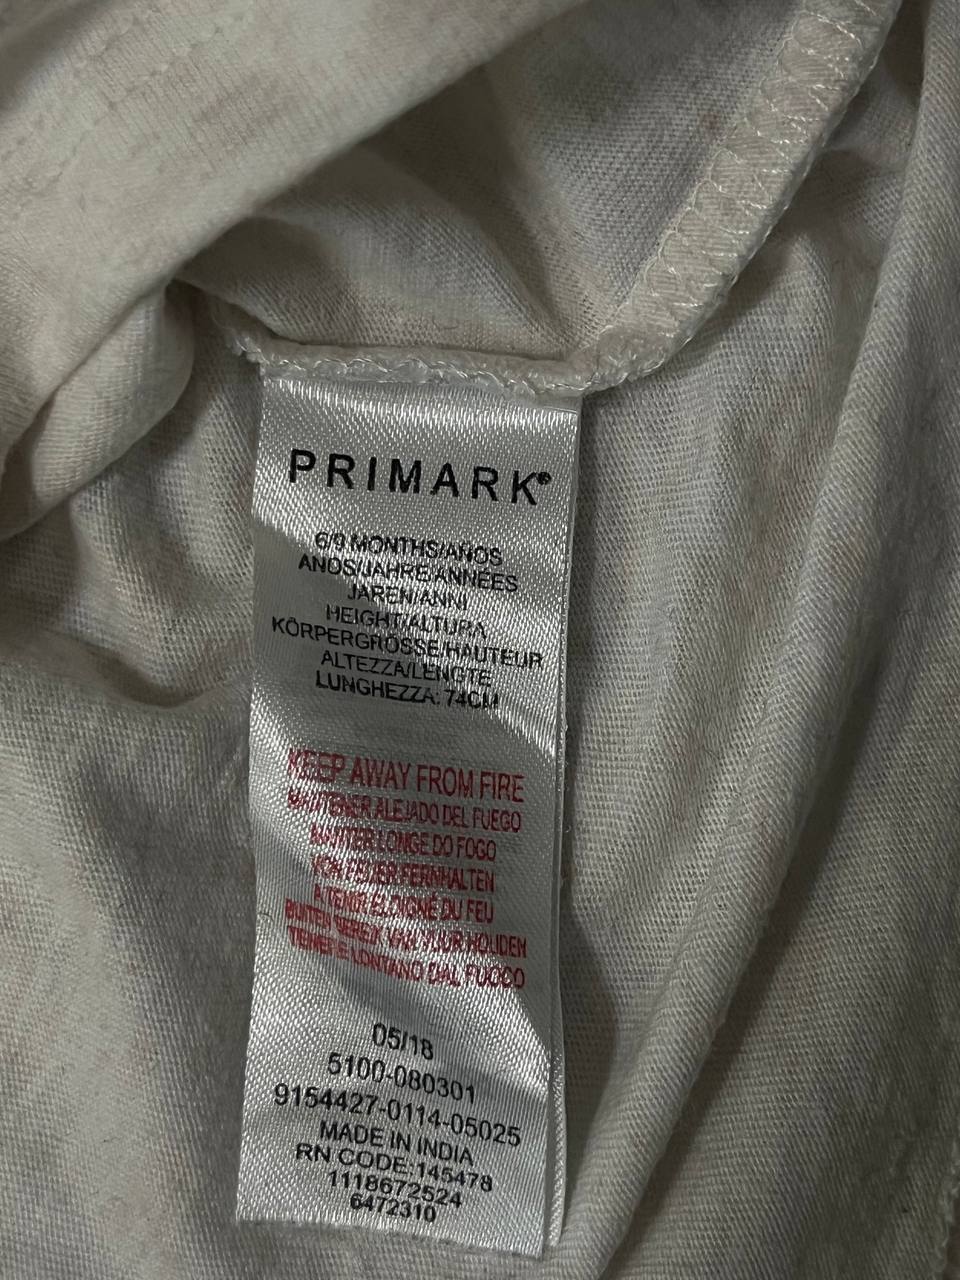 PRIMARK®
6/9 MONTHS/AÑOS
ANOS/JAHRE/ANNÉES
JAREN/ANNI
HEIGHT/ALTURA
KÖRPERGRÖSSE/HAUTEUR
ALTEZZA/LENGTE
LUNGHEZZA: 74CM
KEEP AWAY FROM FIRE
MANTENER ALEJADO DEL FUEGO
MANTER LONGE DO FOGO
VON FEUER FERNHALTEN
A TENIR ÉLOIGNÉ DU FEU
BUITEN BEREIK VAN VUUR HOUDEN
TENERE LONTANO DAL FUOCO
05/18
5100-080301
9154427-0114-05025
MADE IN INDIA
RN CODE:145478
1118672524
6472310